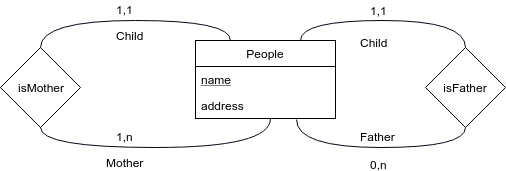 1,1
Child
1,1
Child
People
name
address
isMother
isFather
1,n
Mother
Father
0,n